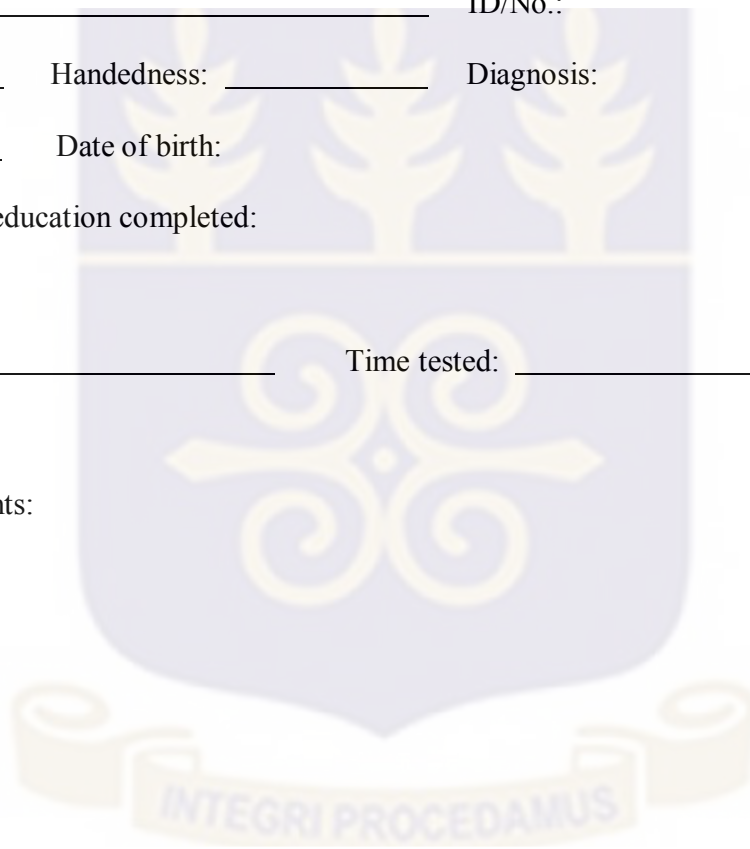 ID/No.:
Handedness: Diagnosis:
Date of birth:
education completed:
Time tested:
nts:
INTEGRI PROCEDAMUS